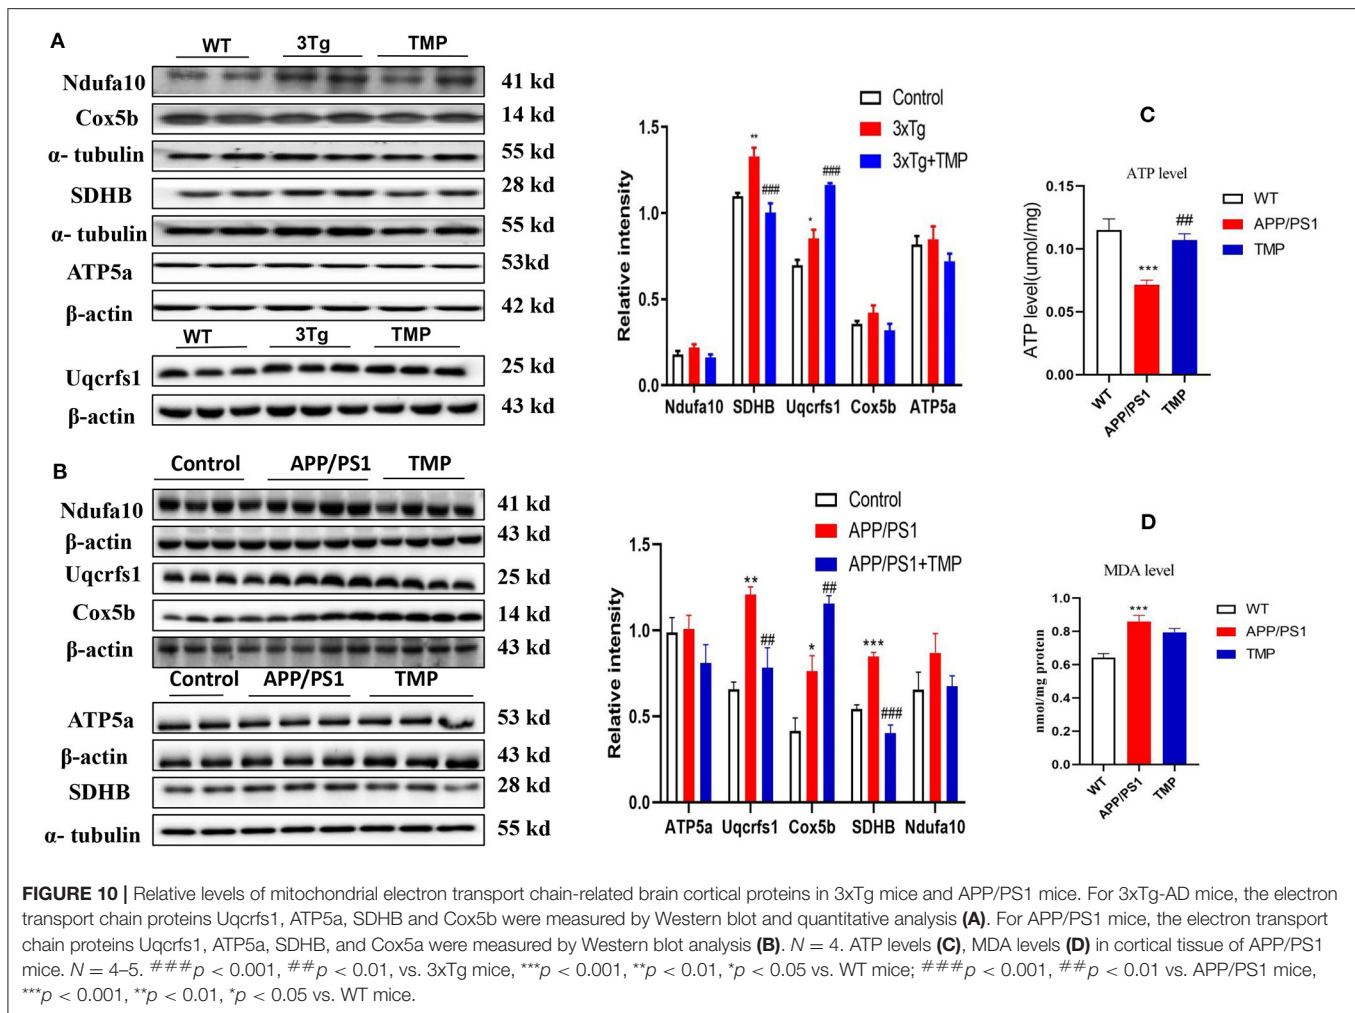 A
WT 3Tg TMP
Ndufa10 41 kd
Cox5b 14 kd
α- tubulin 55 kd
SDHB 28 kd
α- tubulin 55 kd
ATP5a 53kd
β-actin 42 kd
WT 3Tg TMP
Uqcrfs1 25 kd
β-actin 43 kd
Control
3xTg
3xTg+TMP
Relative intensity
1.5
1.0
0.5
0.0
** ### * ###
Ndufa10 SDHB Uqcrfs1 Cox5b ATP5a
C
ATP level
ATP level(umol/mg)
0.15
0.10
0.05
0.00
*** ##
WT APP/PS1 TMP
WT
APP/PS1
TMP
B
Control APP/PS1 TMP
Ndufa10 41 kd
β-actin 43 kd
Uqcrfs1 25 kd
Cox5b 14 kd
β-actin 43 kd
Control APP/PS1 TMP
ATP5a 53 kd
β-actin 43 kd
SDHB 28 kd
α- tubulin 55 kd
Control
APP/PS1
APP/PS1+TMP
Relative intensity
1.5
1.0
0.5
0.0
** ## * ## *** ###
ATP5a Uqcrfs1 Cox5b SDHB Ndufa10
D
MDA level
nmol/mg protein
1.0
0.8
0.6
0.4
0.2
0.0
***
WT APP/PS1 TMP
WT
APP/PS1
TMP
FIGURE 10 | Relative levels of mitochondrial electron transport chain-related brain cortical proteins in 3xTg mice and APP/PS1 mice. For 3xTg-AD mice, the electron
transport chain proteins Uqcrfs1, ATP5a, SDHB and Cox5b were measured by Western blot and quantitative analysis (A). For APP/PS1 mice, the electron transport
chain proteins Uqcrfs1, ATP5a, SDHB, and Cox5a were measured by Western blot analysis (B). N = 4. ATP levels (C), MDA levels (D) in cortical tissue of APP/PS1
mice. N = 4–5. ###p < 0.001, ##p < 0.01, vs. 3xTg mice, ***p < 0.001, **p < 0.01, *p < 0.05 vs. WT mice; ###p < 0.001, ##p < 0.01 vs. APP/PS1 mice,
***p < 0.001, **p < 0.01, *p < 0.05 vs. WT mice.